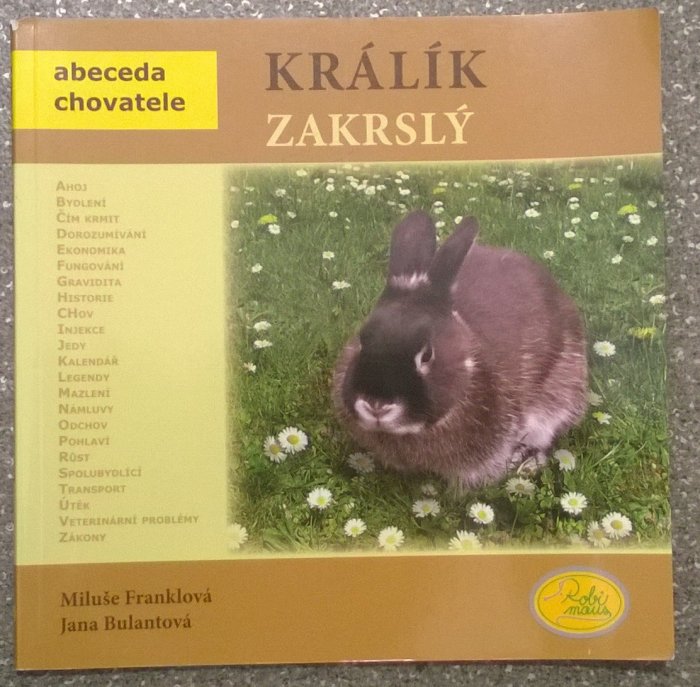 abeceda
chovatele
KRÁLÍK
ZAKRSLÝ
AHOJ
BYDLENÍ
ČÍM KRMIT
DOROZUMÍVÁNÍ
EKONOMIKA
FUNGOVÁNÍ
GRAVIDITA
HISTORIE
CHOV
INJEKCE
JEDY
KALENDÁŘ
LEGENDY
MAZLENÍ
NÁMLUVY
ODCHOV
POHLAVÍ
RŮST
SPOLUBYDLÍCÍ
TRANSPORT
ÚTĚK
VETERINÁRNÍ PROBLÉMY
ZÁKONY
Miluše Franklová
Jana Bulantová
Robi
maus